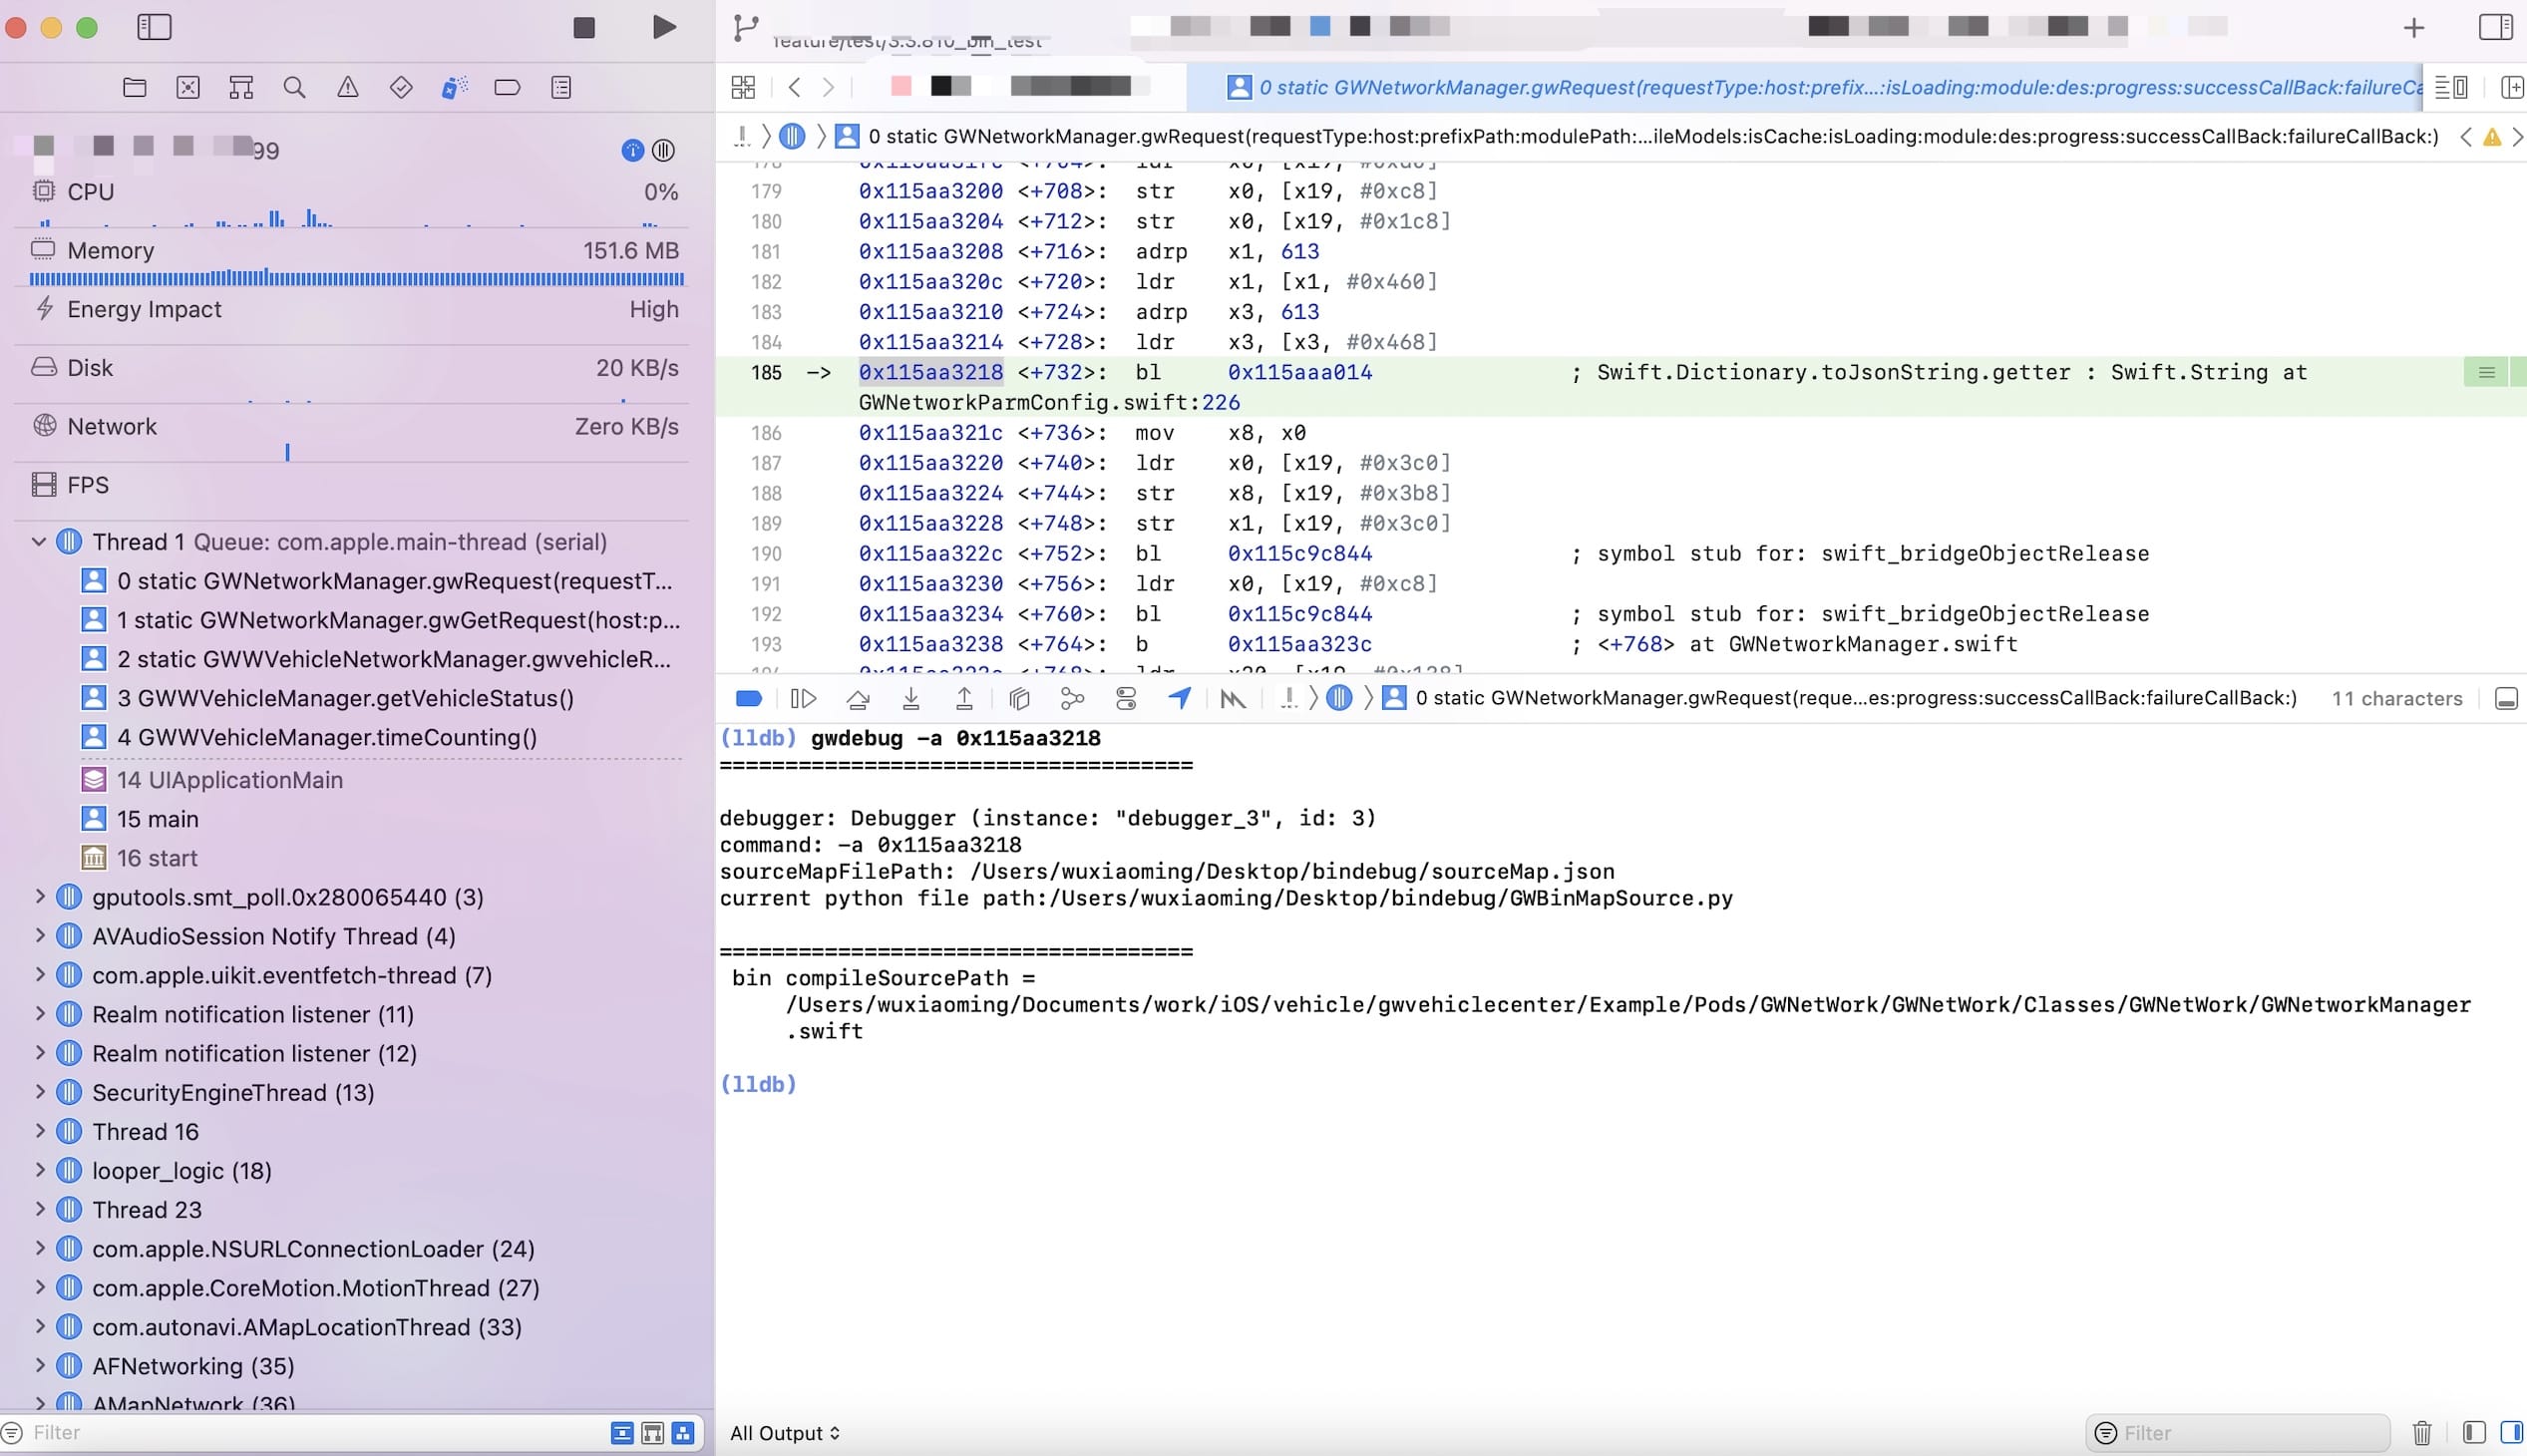 99
CPU 0%
Memory 151.6 MB
Energy Impact High
Disk 20 KB/s
Network Zero KB/s
FPS
Thread 1 Queue: com.apple.main-thread (serial)
0 static GWNetworkManager.gwRequest(requestT...
1 static GWNetworkManager.gwGetRequest(host:p...
2 static GWWVehicleNetworkManager.gwvehicleR...
3 GWWVehicleManager.getVehicleStatus()
4 GWWVehicleManager.timeCounting()
14 UIApplicationMain
15 main
16 start
gputools.smt_poll.0x280065440 (3)
AVAudioSession Notify Thread (4)
com.apple.uikit.eventfetch-thread (7)
Realm notification listener (11)
Realm notification listener (12)
SecurityEngineThread (13)
Thread 16
looper_logic (18)
Thread 23
com.apple.NSURLConnectionLoader (24)
com.apple.CoreMotion.MotionThread (27)
com.autonavi.AMapLocationThread (33)
AFNetworking (35)
AMapNetwork (36)
Filter
feature/test/3.3.810_bin_test
0 static GWNetworkManager.gwRequest(requestType:host:prefix...:isLoading:module:des:progress:successCallBack:failureCa
0 static GWNetworkManager.gwRequest(requestType:host:prefixPath:modulePath:...ileModels:isCache:isLoading:module:des:progress:successCallBack:failureCallBack:)
179 0x115aa3200 <+708>: str x0, [x19, #0xc8]
180 0x115aa3204 <+712>: str x0, [x19, #0x1c8]
181 0x115aa3208 <+716>: adrp x1, 613
182 0x115aa320c <+720>: ldr x1, [x1, #0x460]
183 0x115aa3210 <+724>: adrp x3, 613
184 0x115aa3214 <+728>: ldr x3, [x3, #0x468]
185 -> 0x115aa3218 <+732>: bl 0x115aaa014 ; Swift.Dictionary.toJsonString.getter : Swift.String at
GWNetworkParmConfig.swift:226
186 0x115aa321c <+736>: mov x8, x0
187 0x115aa3220 <+740>: ldr x0, [x19, #0x3c0]
188 0x115aa3224 <+744>: str x8, [x19, #0x3b8]
189 0x115aa3228 <+748>: str x1, [x19, #0x3c0]
190 0x115aa322c <+752>: bl 0x115c9c844 ; symbol stub for: swift_bridgeObjectRelease
191 0x115aa3230 <+756>: ldr x0, [x19, #0xc8]
192 0x115aa3234 <+760>: bl 0x115c9c844 ; symbol stub for: swift_bridgeObjectRelease
193 0x115aa3238 <+764>: b 0x115aa323c ; <+768> at GWNetworkManager.swift
0 static GWNetworkManager.gwRequest(reque...es:progress:successCallBack:failureCallBack:) 11 characters
(lldb) gwdebug -a 0x115aa3218
====================================
debugger: Debugger (instance: "debugger_3", id: 3)
command: -a 0x115aa3218
sourceMapFilePath: /Users/wuxiaoming/Desktop/bindebug/sourceMap.json
current python file path:/Users/wuxiaoming/Desktop/bindebug/GWBinMapSource.py
====================================
bin compileSourcePath =
/Users/wuxiaoming/Documents/work/iOS/vehicle/gwvehiclecenter/Example/Pods/GWNetWork/GWNetWork/Classes/GWNetWork/GWNetworkManager
.swift
(lldb)
All Output
Filter